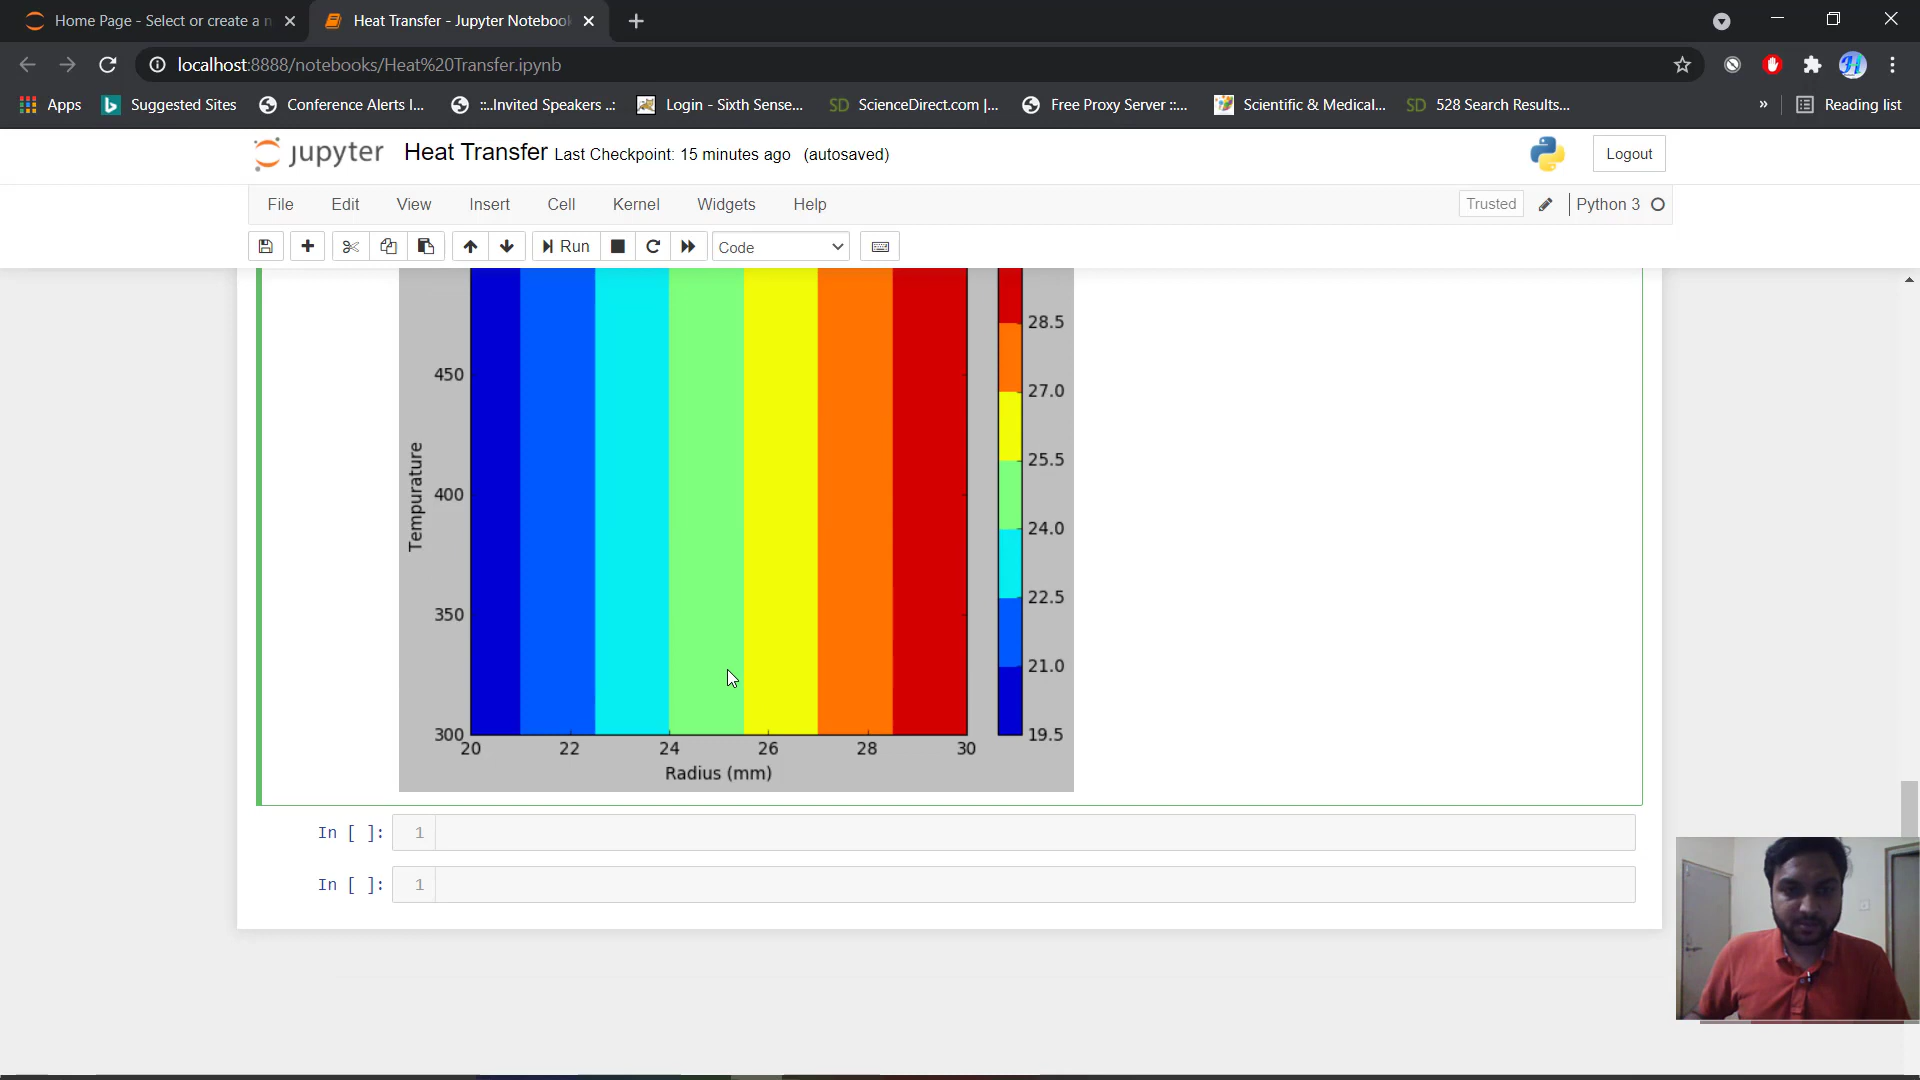 Home Page - Select or create a n
Heat Transfer - Jupyter Notebook
localhost:8888/notebooks/Heat%20Transfer.ipynb
Apps
Suggested Sites
Conference Alerts I...
::..Invited Speakers ..:
Login - Sixth Sense...
SD ScienceDirect.com |...
Free Proxy Server ::...
Scientific & Medical...
SD 528 Search Results...
»
Reading list
jupyter Heat Transfer Last Checkpoint: 15 minutes ago (autosaved)
Logout
File Edit View Insert Cell Kernel Widgets Help
Trusted
Python 3
Run
Code
28.5
450
27.0
25.5
Tempurature
400
24.0
22.5
350
21.0
300
19.5
20 22 24 26 28 30
Radius (mm)
In [ ]: 1
In [ ]: 1